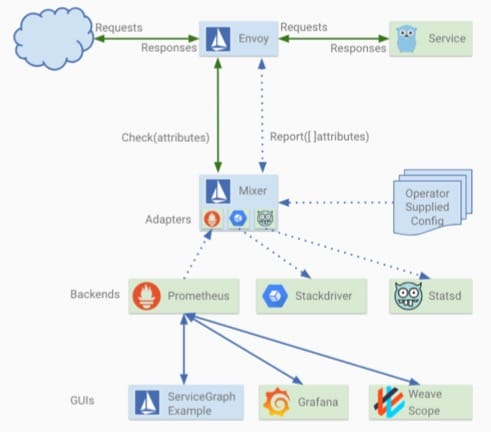 Requests
Responses
Envoy
Requests
Responses
Service
Check(attributes)
Report([ ]attributes)
Mixer
Adapters
Operator
Supplied
Config
Backends
Prometheus
Stackdriver
Statsd
GUIs
ServiceGraph
Example
Grafana
Weave
Scope